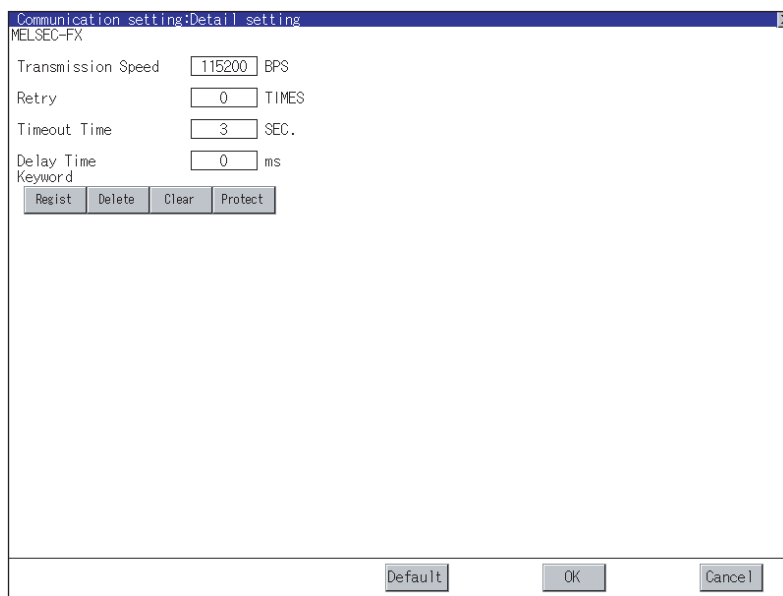 Communication setting:Detail setting
MELSEC-FX
Transmission Speed 115200 BPS
Retry 0 TIMES
Timeout Time 3 SEC.
Delay Time 0 ms
Keyword
Regist Delete Clear Protect
Default OK Cancel